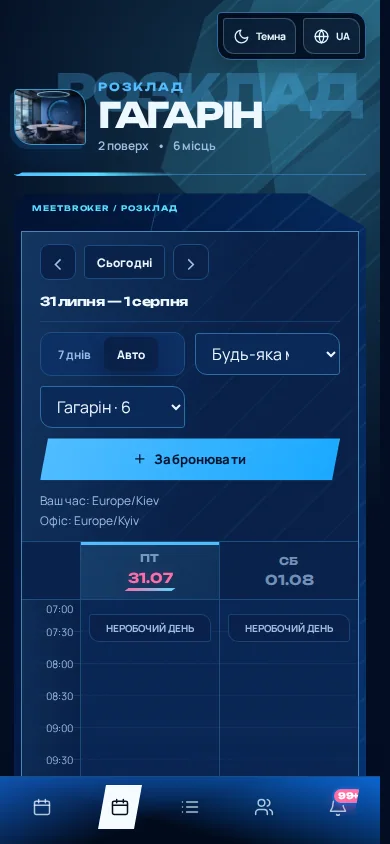 Темна
UA
РОЗКЛАД
РОЗКЛАД
ГАГАРІН
2 поверх • 6 місць
MEETBROKER / РОЗКЛАД
Сьогодні
31 липня — 1 серпня
7 днів
Авто
Будь-яка м
Гагарін · 6
+ Забронювати
Ваш час: Europe/Kiev
Офіс: Europe/Kyiv
ПТ
31.07
СБ
01.08
07:00
07:30
НЕРОБОЧИЙ ДЕНЬ
НЕРОБОЧИЙ ДЕНЬ
08:00
08:30
09:00
09:30
99+